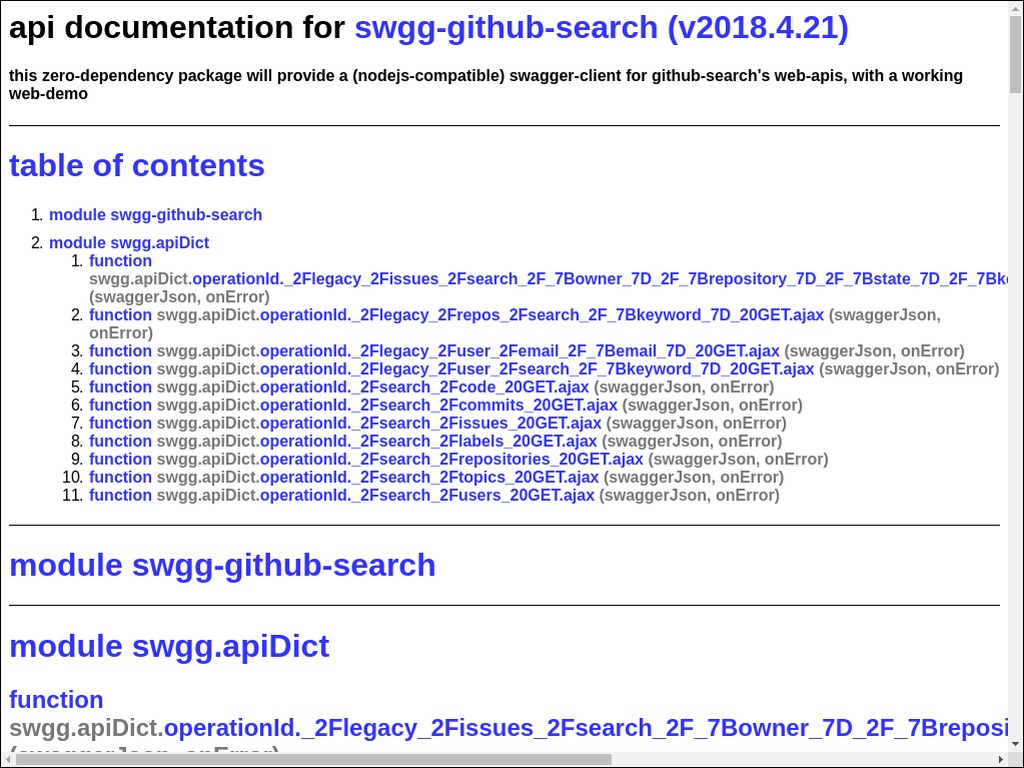 api documentation for swgg-github-search (v2018.4.21)
this zero-dependency package will provide a (nodejs-compatible) swagger-client for github-search's web-apis, with a working
web-demo
table of contents
1. module swgg-github-search
2. module swgg.apiDict
1. function
swgg.apiDict.operationId._2Flegacy_2Fissues_2Fsearch_2F_7Bowner_7D_2F_7Brepository_7D_2F_7Bstate_7D_2F_7Bk
(swaggerJson, onError)
2. function swgg.apiDict.operationId._2Flegacy_2Frepos_2Fsearch_2F_7Bkeyword_7D_20GET.ajax (swaggerJson,
onError)
3. function swgg.apiDict.operationId._2Flegacy_2Fuser_2Femail_2F_7Bemail_7D_20GET.ajax (swaggerJson, onError)
4. function swgg.apiDict.operationId._2Flegacy_2Fuser_2Fsearch_2F_7Bkeyword_7D_20GET.ajax (swaggerJson, onError)
5. function swgg.apiDict.operationId._2Fsearch_2Fcode_20GET.ajax (swaggerJson, onError)
6. function swgg.apiDict.operationId._2Fsearch_2Fcommits_20GET.ajax (swaggerJson, onError)
7. function swgg.apiDict.operationId._2Fsearch_2Fissues_20GET.ajax (swaggerJson, onError)
8. function swgg.apiDict.operationId._2Fsearch_2Flabels_20GET.ajax (swaggerJson, onError)
9. function swgg.apiDict.operationId._2Fsearch_2Frepositories_20GET.ajax (swaggerJson, onError)
10. function swgg.apiDict.operationId._2Fsearch_2Ftopics_20GET.ajax (swaggerJson, onError)
11. function swgg.apiDict.operationId._2Fsearch_2Fusers_20GET.ajax (swaggerJson, onError)
module swgg-github-search
module swgg.apiDict
function
swgg.apiDict.operationId._2Flegacy_2Fissues_2Fsearch_2F_7Bowner_7D_2F_7Breposi
(swaggerJson, onError)